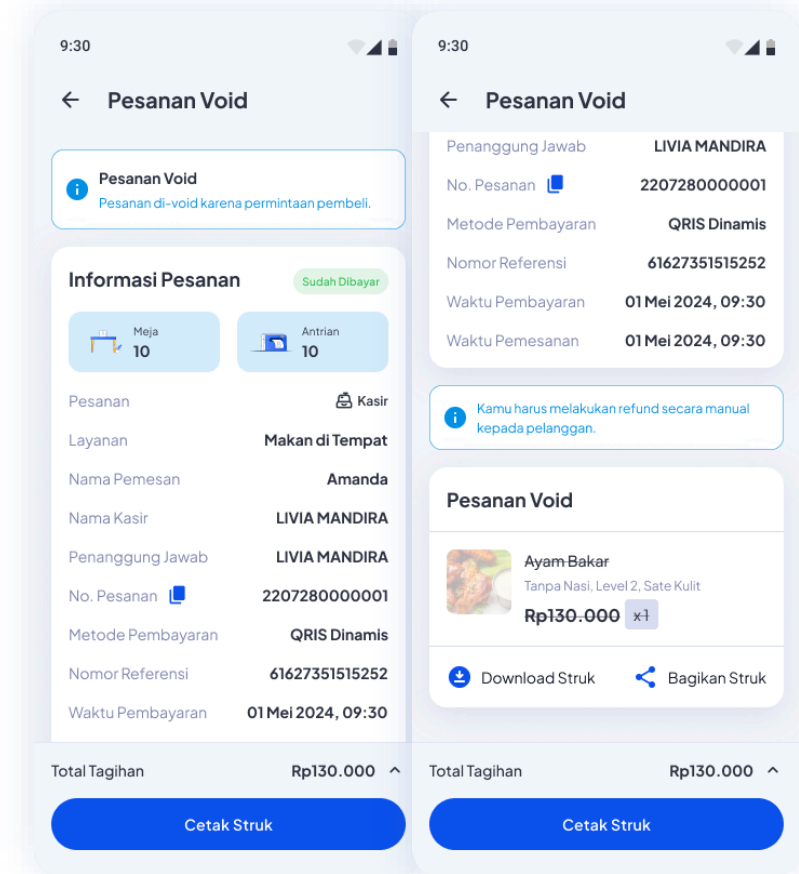 9:30
Pesanan Void
Pesanan Void
Pesanan di-void karena permintaan pembeli.
Informasi Pesanan
Sudah Dibayar
Meja
10
Antrian
10
Pesanan Kasir
Layanan Makan di Tempat
Nama Pemesan Amanda
Nama Kasir LIVIA MANDIRA
Penanggung Jawab LIVIA MANDIRA
No. Pesanan 2207280000001
Metode Pembayaran QRIS Dinamis
Nomor Referensi 61627351515252
Waktu Pembayaran 01 Mei 2024, 09:30
Total Tagihan Rp130.000
Cetak Struk
9:30
Pesanan Void
Penanggung Jawab LIVIA MANDIRA
No. Pesanan 2207280000001
Metode Pembayaran QRIS Dinamis
Nomor Referensi 61627351515252
Waktu Pembayaran 01 Mei 2024, 09:30
Waktu Pemesanan 01 Mei 2024, 09:30
Kamu harus melakukan refund secara manual
kepada pelanggan.
Pesanan Void
Ayam Bakar
Tanpa Nasi, Level 2, Sate Kulit
Rp130.000 x1
Download Struk
Bagikan Struk
Total Tagihan Rp130.000
Cetak Struk